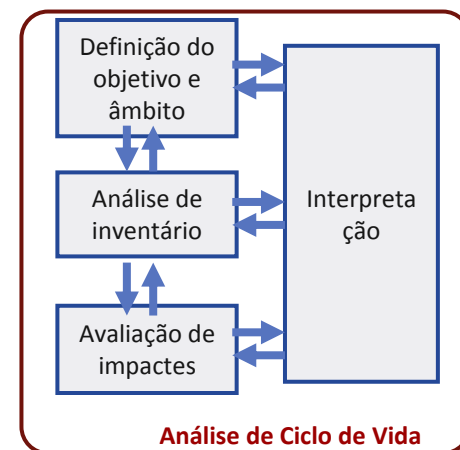 Definição do
objetivo e
âmbito
Análise de
inventário
Interpreta
ção
Avaliação de
impactes
Análise de Ciclo de Vida